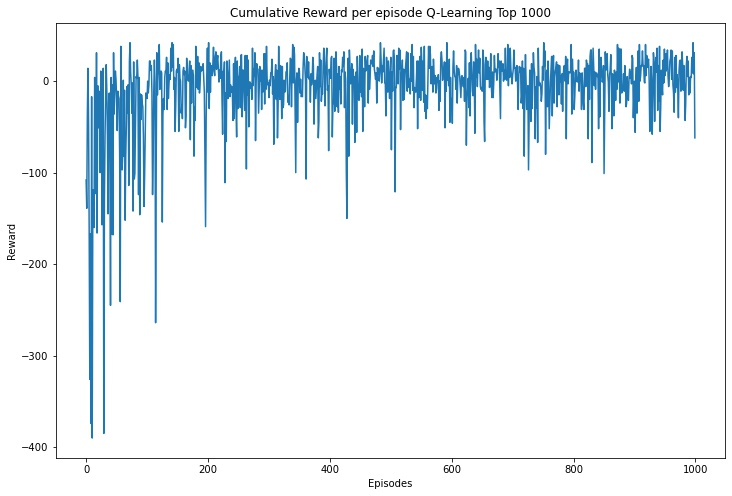 Cumulative Reward per episode Q-Learning Top 1000
0
−100
−200
−300
−400
Reward
0 200 400 600 800 1000
Episodes